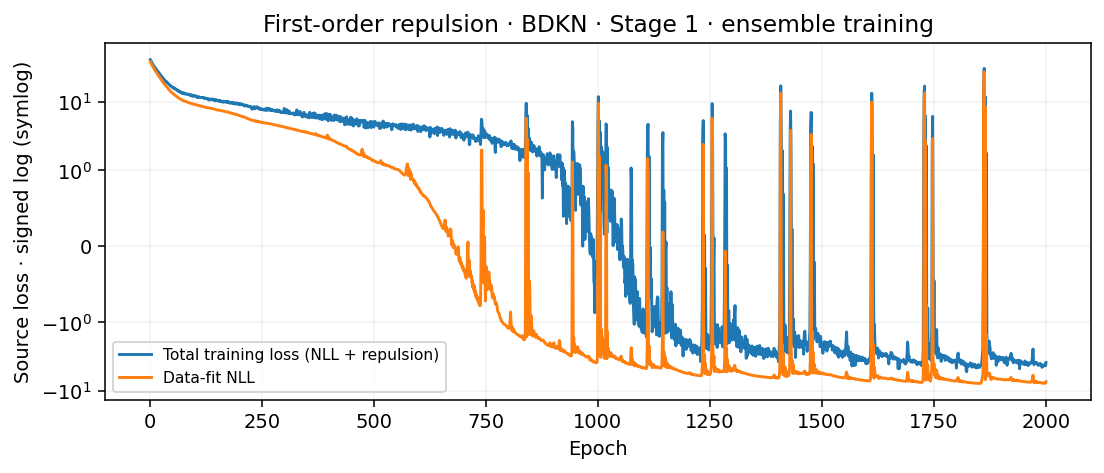 First-order repulsion · BDKN · Stage 1 · ensemble training
Source loss · signed log (symlog)
10¹
10⁰
0
−10⁰
−10¹
Total training loss (NLL + repulsion)
Data-fit NLL
0 250 500 750 1000 1250 1500 1750 2000
Epoch